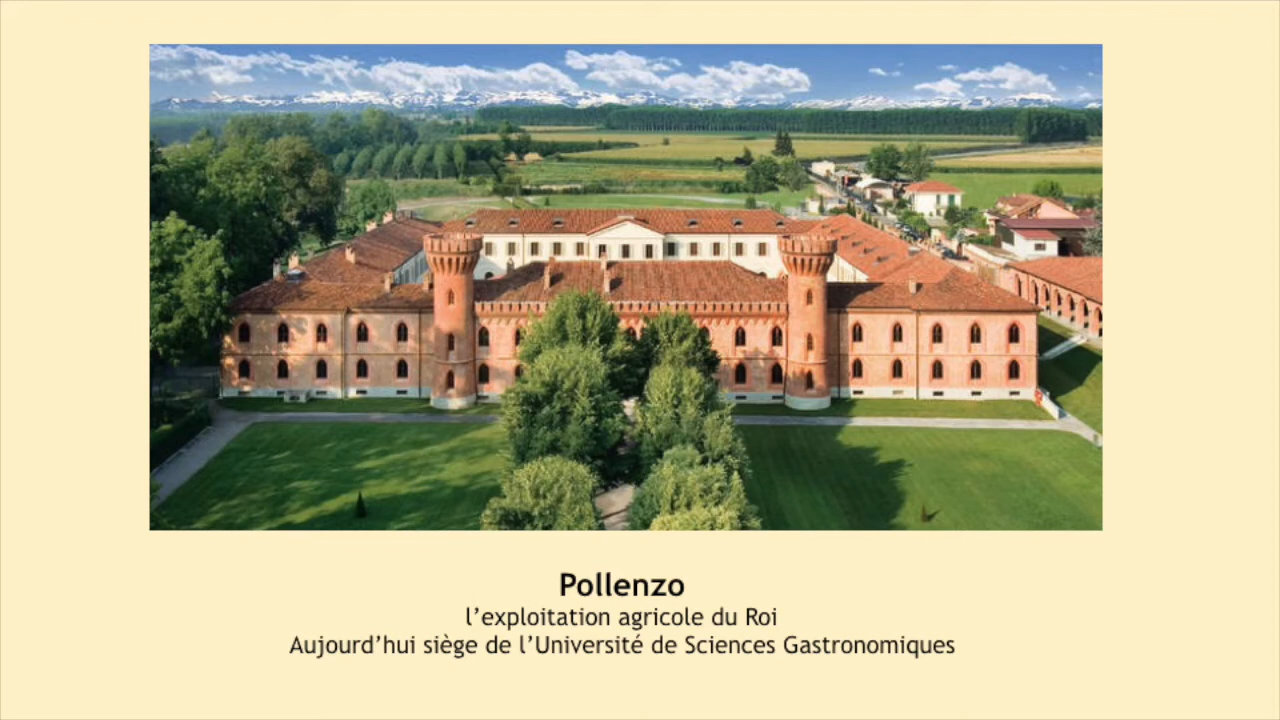 Pollenzo
l’exploitation agricole du Roi
Aujourd’hui siège de l’Université de Sciences Gastronomiques